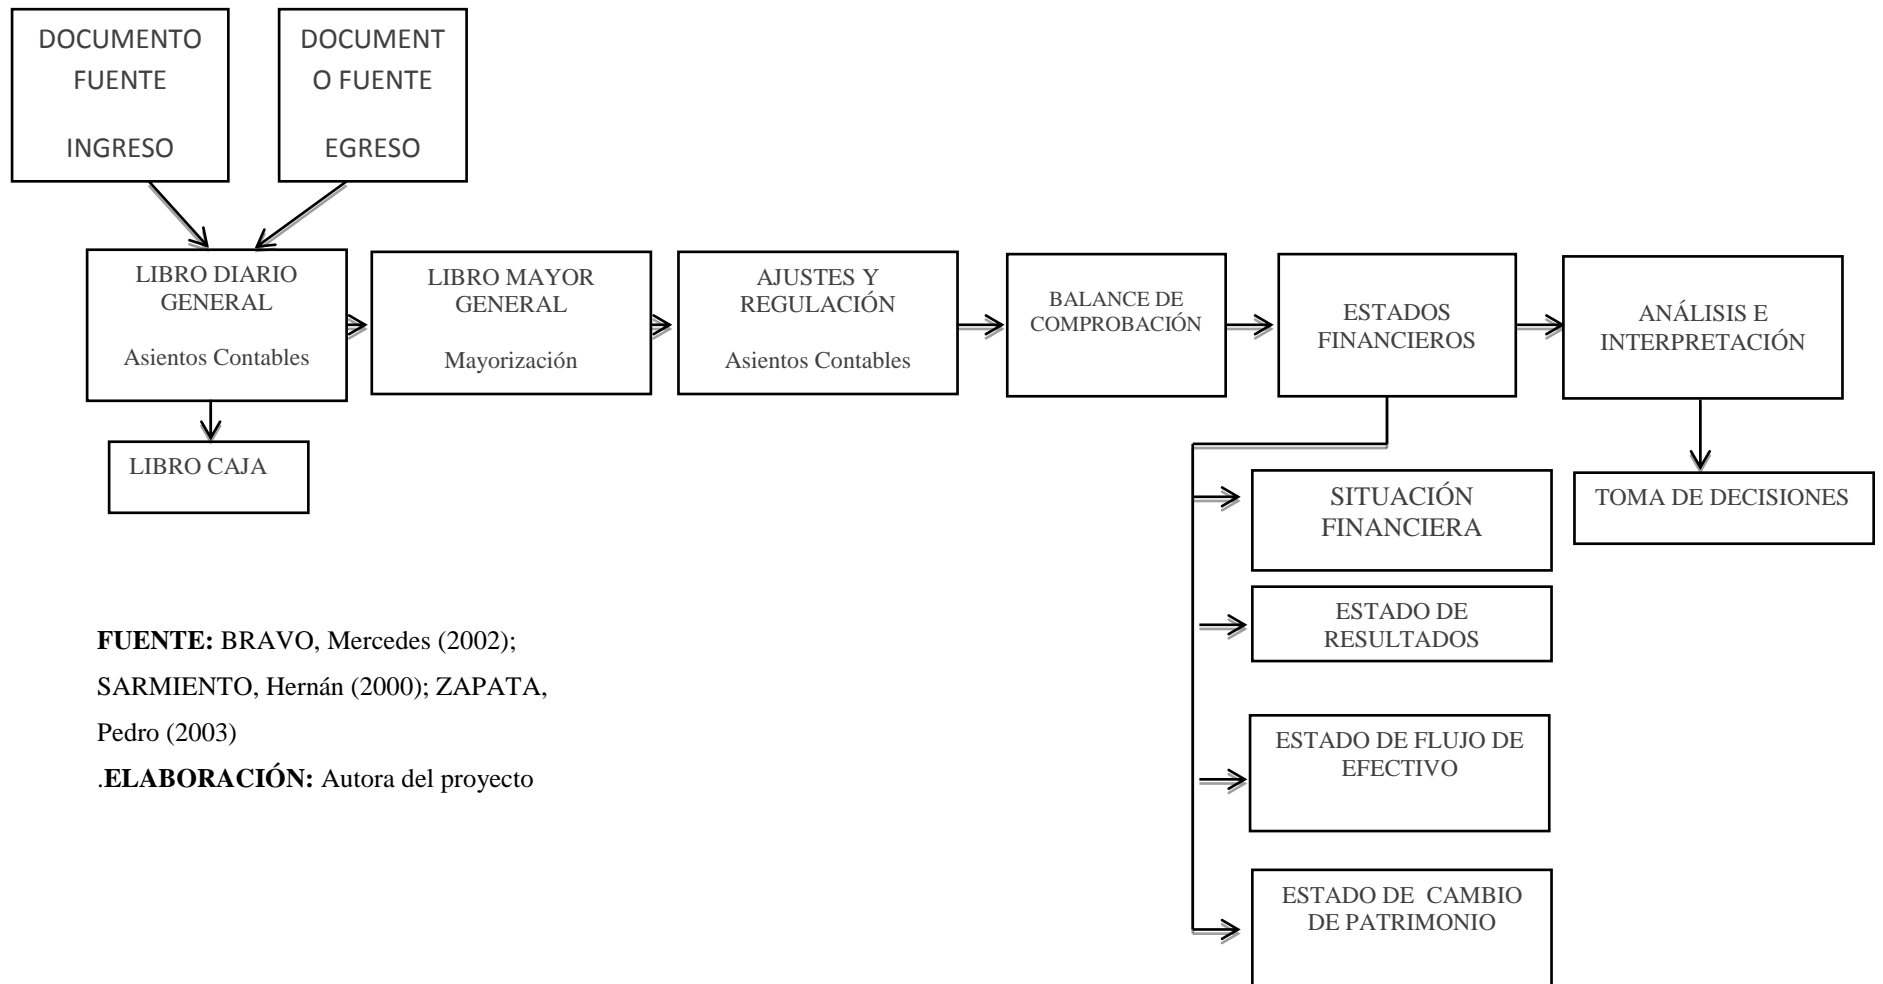 DOCUMENTO
FUENTE
INGRESO
DOCUMENT
O FUENTE
EGRESO
LIBRO DIARIO
GENERAL
Asientos Contables
LIBRO MAYOR
GENERAL
Mayorización
AJUSTES Y
REGULACIÓN
Asientos Contables
BALANCE DE
COMPROBACIÓN
ESTADOS
FINANCIEROS
ANÁLISIS E
INTERPRETACIÓN
LIBRO CAJA
SITUACIÓN
FINANCIERA
TOMA DE DECISIONES
ESTADO DE
RESULTADOS
ESTADO DE FLUJO DE
EFECTIVO
ESTADO DE CAMBIO
DE PATRIMONIO
FUENTE: BRAVO, Mercedes (2002);
SARMIENTO, Hernán (2000); ZAPATA,
Pedro (2003)
.ELABORACIÓN: Autora del proyecto